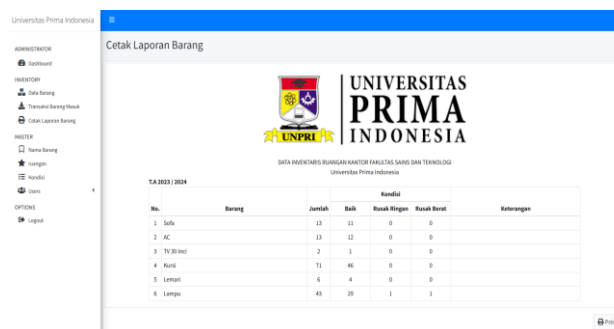 Universitas Prima Indonesia
ADMINISTRATOR
Dashboard
INVENTORY
Data Barang
Transaksi Barang Masuk
Cetak Laporan Barang
MASTER
Nama Barang
ruangan
Kondisi
Users
OPTIONS
Logout
Cetak Laporan Barang
UNPRI
UNIVERSITAS
PRIMA
INDONESIA
DATA INVENTARIS RUANGAN KANTOR FAKULTAS SAINS DAN TEKNOLOGI
Universitas Prima Indonesia
T.A 2023 / 2024
Kondisi
No. Barang Jumlah Baik Rusak Ringan Rusak Berat Keterangan
1 Sofa 13 11 0 0
2 AC 13 12 0 0
3 TV 30 Inci 2 1 0 0
4 Kursi 71 46 0 0
5 Lemari 6 4 0 0
6 Lampu 43 29 1 1